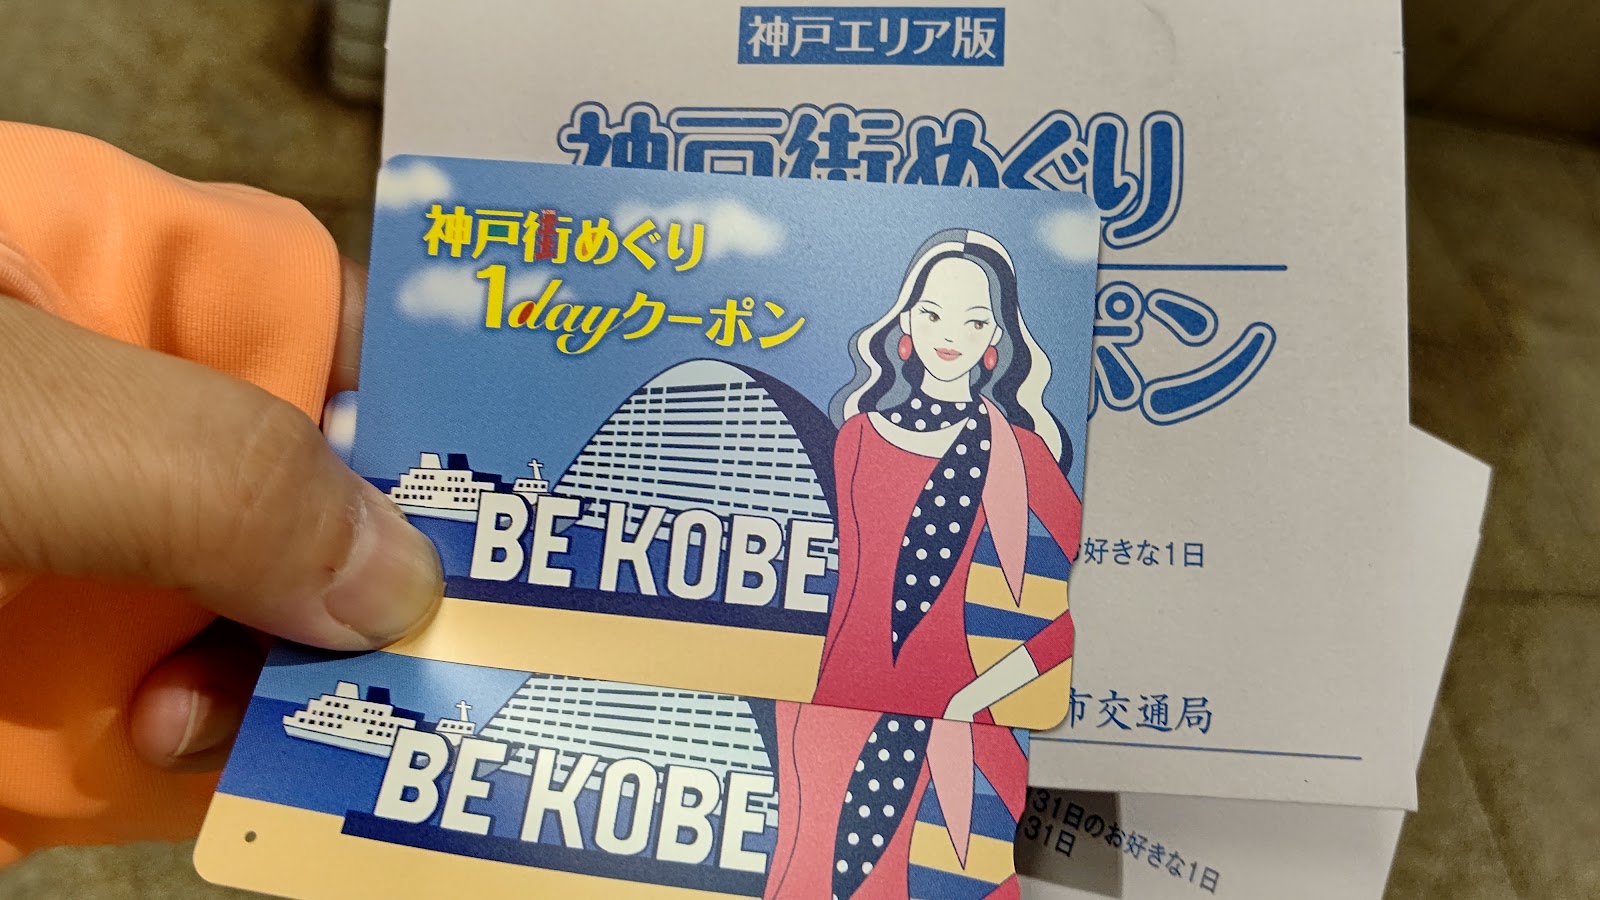 神戸エリア版
神戸街めぐり
ポン
神戸街めぐり
1dayクーポン
BE KOBE
お好きな1日
市交通局
BE KOBE
31日のお好きな1日
31日